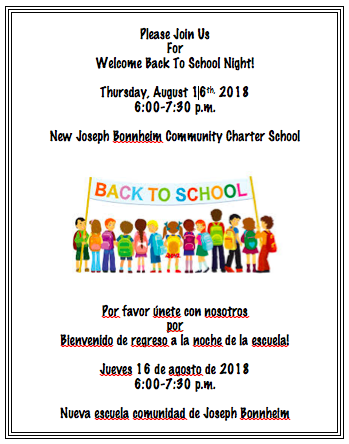 Please Join Us
For
Welcome Back To School Night!
Thursday, August 16th, 2018
6:00-7:30 p.m.
New Joseph Bonnheim Community Charter School
BACK TO SCHOOL
Por favor únete con nosotros
por
Bienvenido de regreso a la noche de la escuela!
Jueves 16 de agosto de 2018
6:00-7:30 p.m.
Nueva escuela comunidad de Joseph Bonnheim